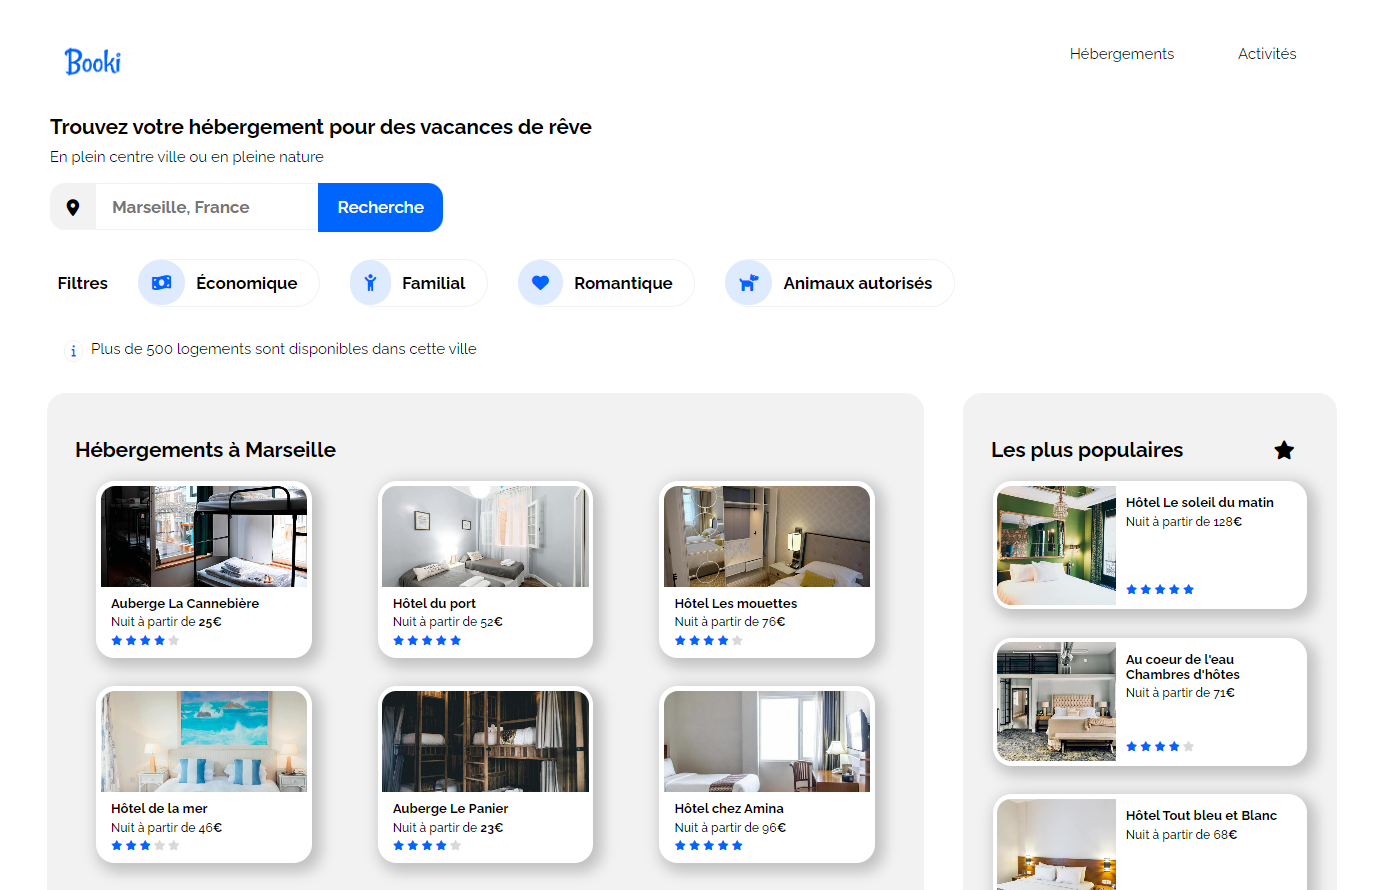 Booki
Hébergements
Activités
Trouvez votre hébergement pour des vacances de rêve
En plein centre ville ou en pleine nature
Marseille, France
Recherche
Filtres
Économique
Familial
Romantique
Animaux autorisés
i
Plus de 500 logements sont disponibles dans cette ville
Hébergements à Marseille
Auberge La Cannebière
Nuit à partir de 25€
Hôtel du port
Nuit à partir de 52€
Hôtel Les mouettes
Nuit à partir de 76€
Hôtel de la mer
Nuit à partir de 46€
Auberge Le Panier
Nuit à partir de 23€
Hôtel chez Amina
Nuit à partir de 96€
Les plus populaires
Hôtel Le soleil du matin
Nuit à partir de 128€
Au coeur de l'eau
Chambres d'hôtes
Nuit à partir de 71€
Hôtel Tout bleu et Blanc
Nuit à partir de 68€